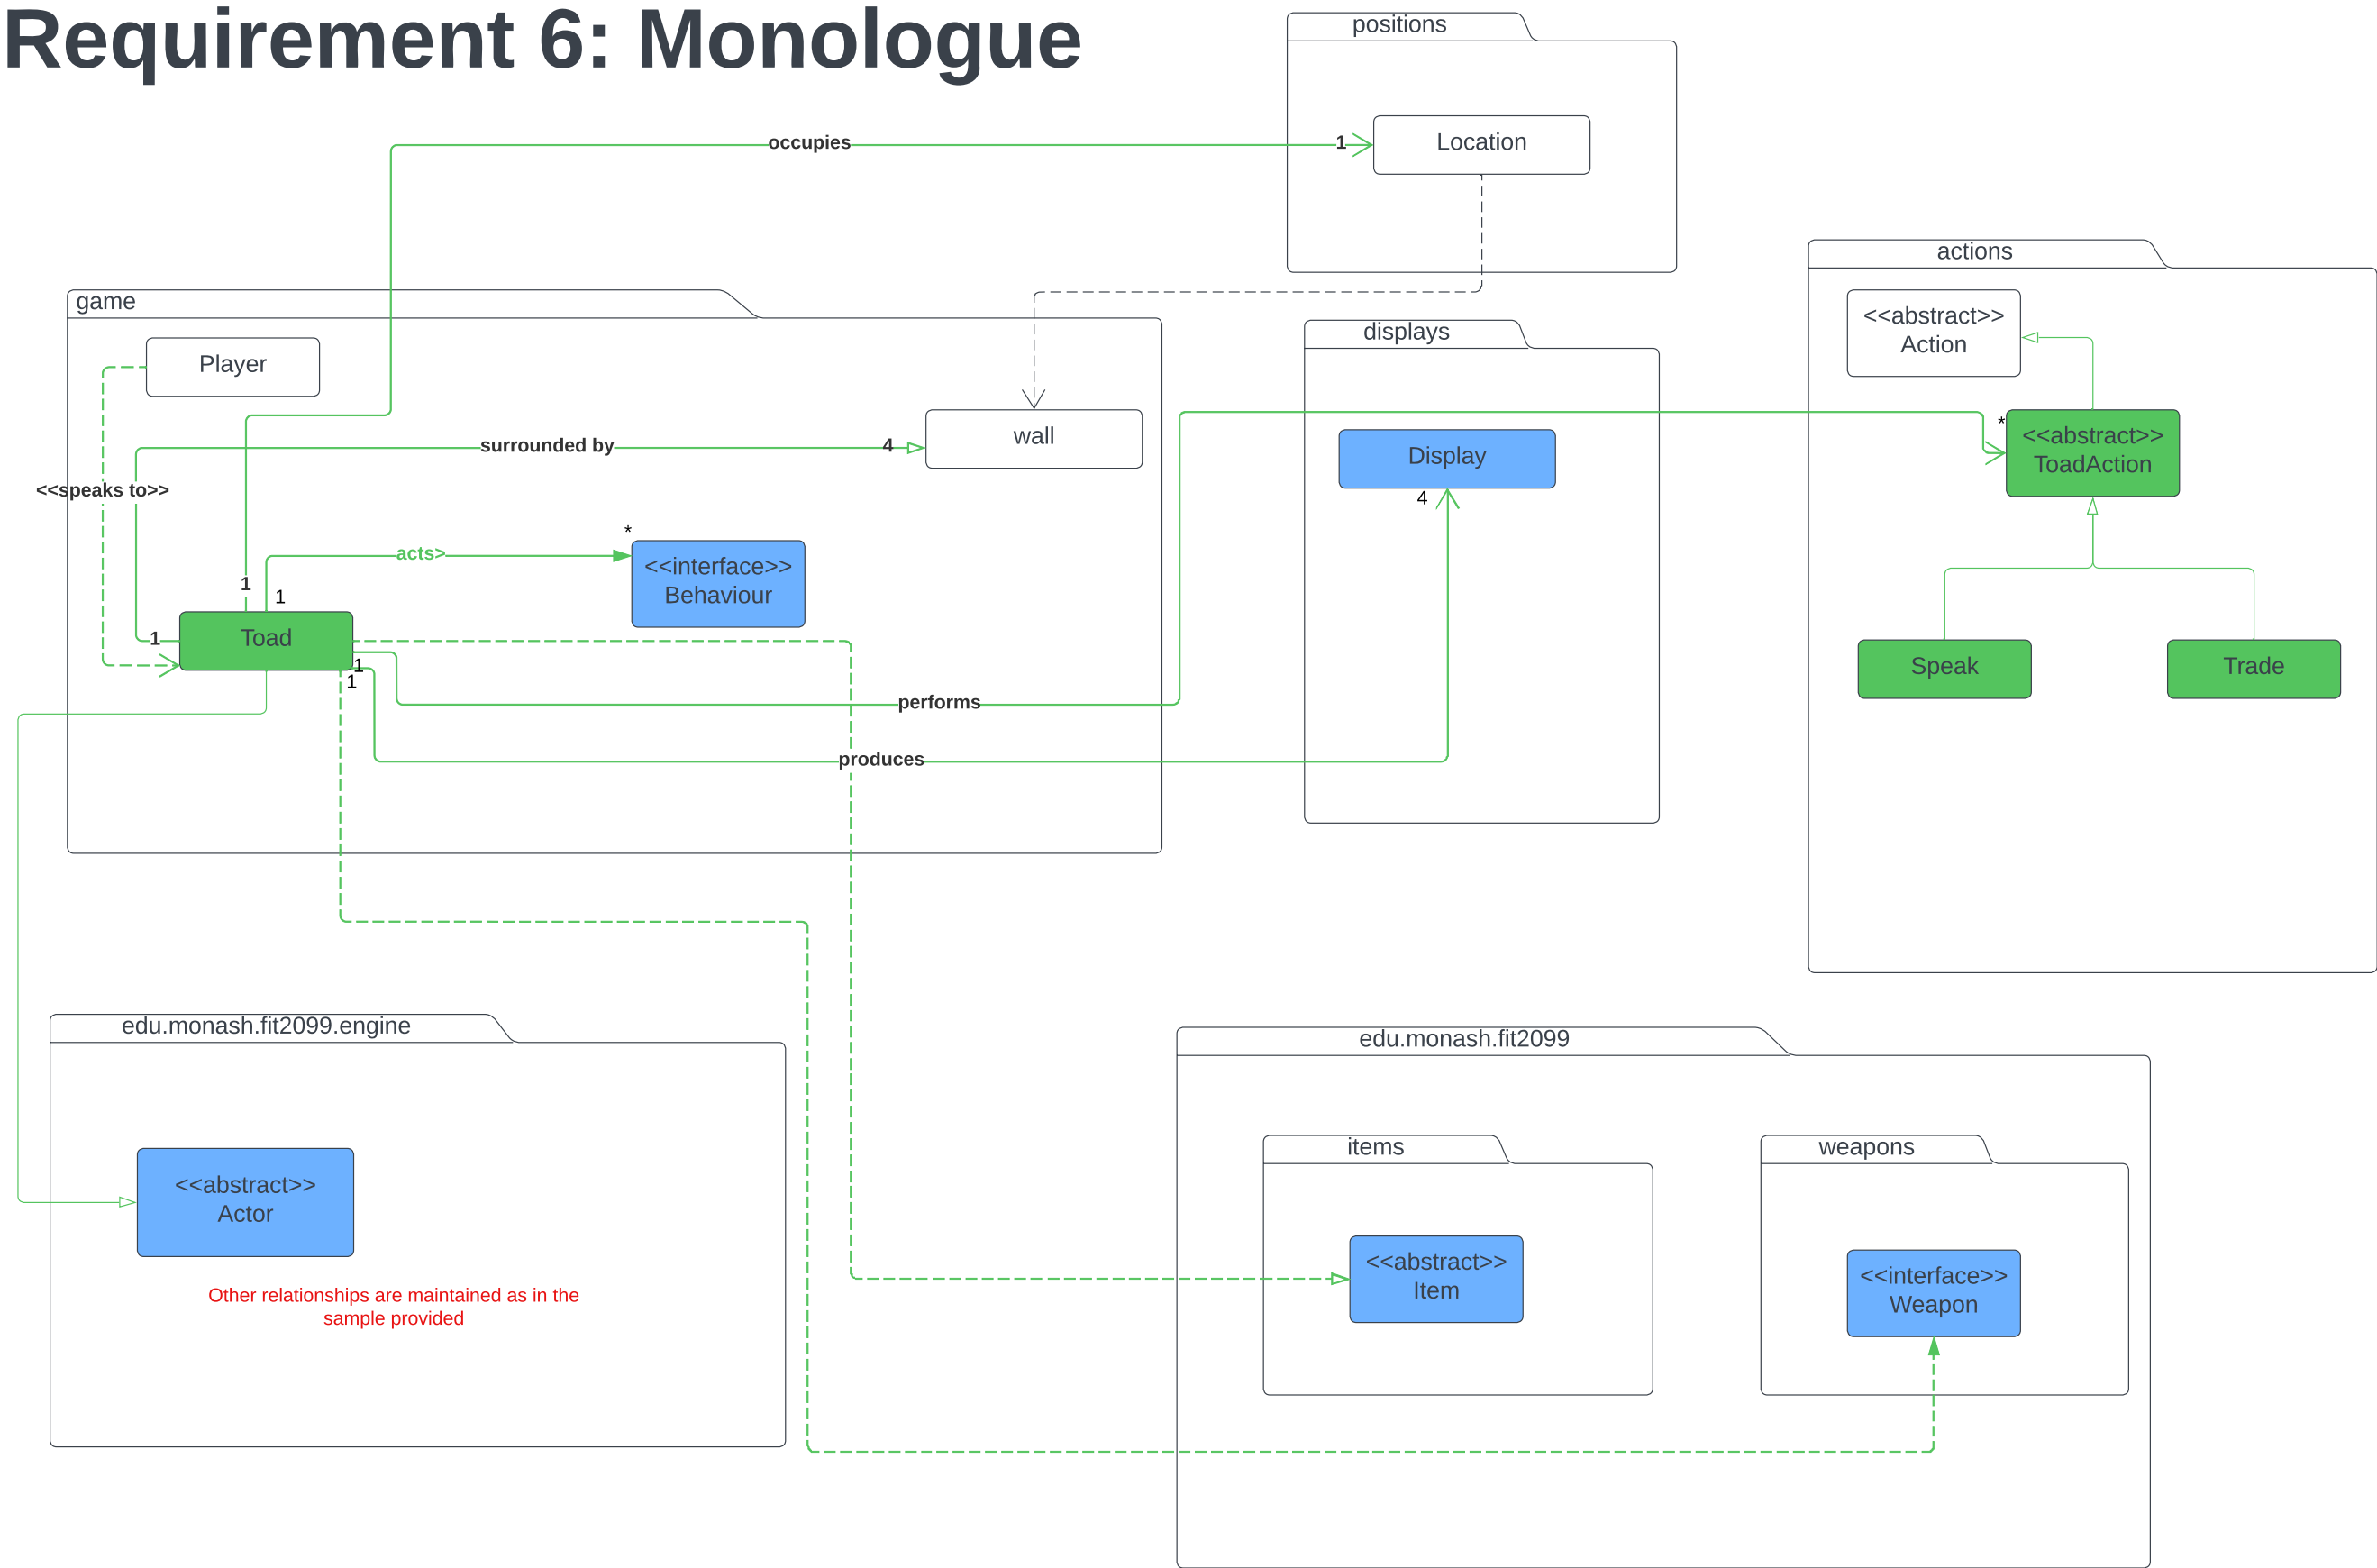 Requirement 6: Monologue
positions
occupies
1
Location
actions
game
<<abstract>>
Action
displays
Player
wall
surrounded by
4
*
<<abstract>>
ToadAction
Display
4
<<speaks to>>
*
acts>
<<interface>>
Behaviour
1
1
1
Toad
1
1
Speak
Trade
performs
produces
edu.monash.fit2099.engine
edu.monash.fit2099
items
weapons
<<abstract>>
Actor
<<abstract>>
Item
<<interface>>
Weapon
Other relationships are maintained as in the
sample provided